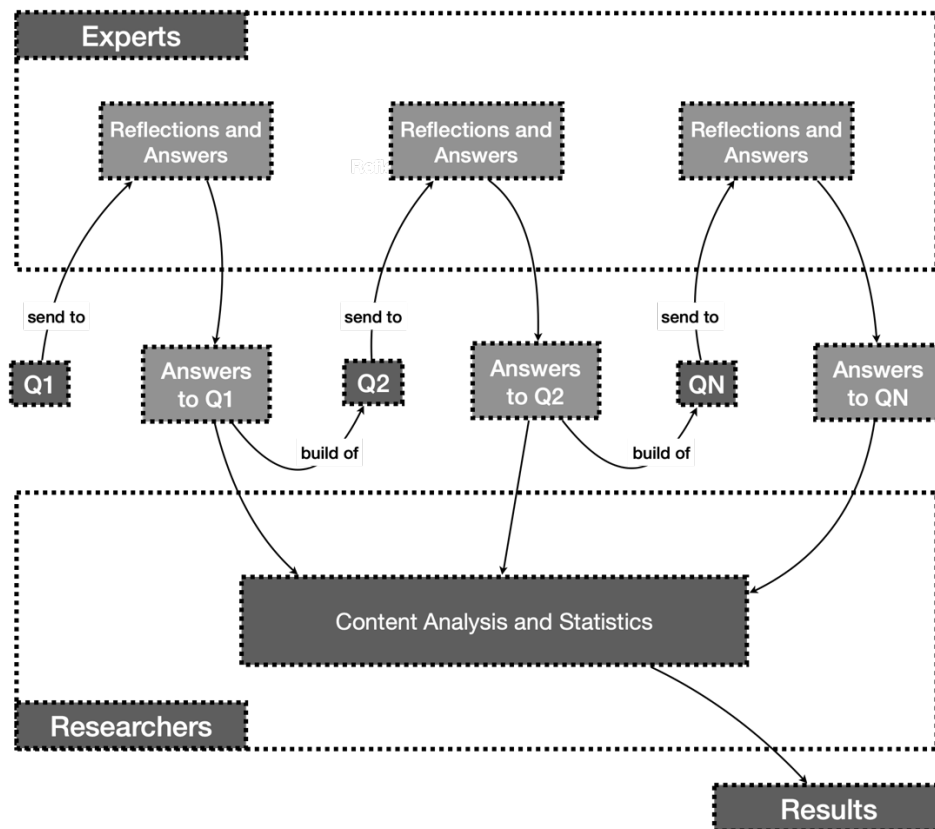 Experts
Reflections and
Answers
Reflections and
Answers
Reflections and
Answers
send to
send to
send to
Q1
Answers
to Q1
Q2
Answers
to Q2
QN
Answers
to QN
build of
build of
Content Analysis and Statistics
Researchers
Results